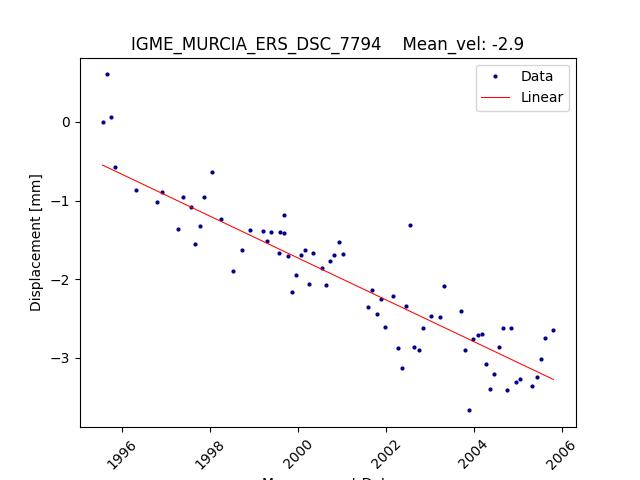 IGME_MURCIA_ERS_DSC_7794    Mean_vel: -2.9
Data
Linear
Displacement [mm]
0
−1
−2
−3
1996
1998
2000
2002
2004
2006